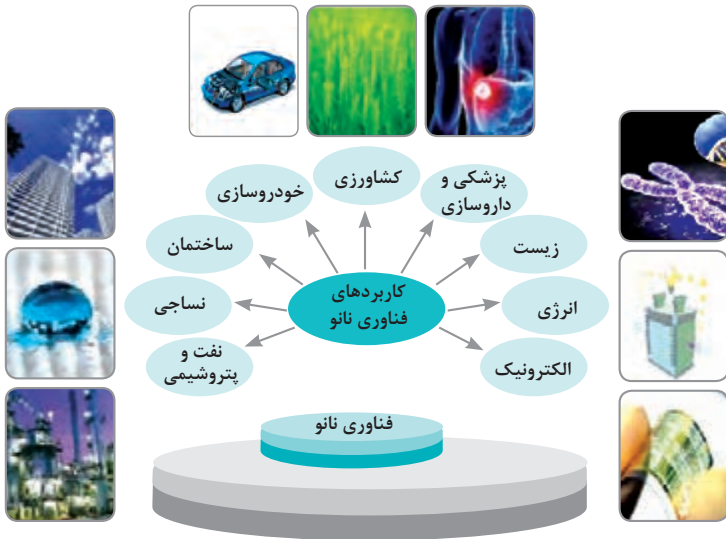 کشاورزی
پزشکی و
داروسازی
خودروسازی
زیست
ساختمان
کاربردهای
فناوری نانو
انرژی
نساجی
الکترونیک
نفت و
پتروشیمی
فناوری نانو